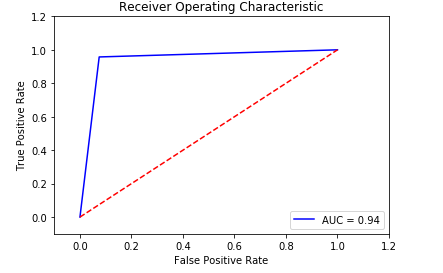 Receiver Operating Characteristic
1.2
1.0
0.8
0.6
0.4
0.2
0.0
True Positive Rate
AUC = 0.94
0.0 0.2 0.4 0.6 0.8 1.0 1.2
False Positive Rate